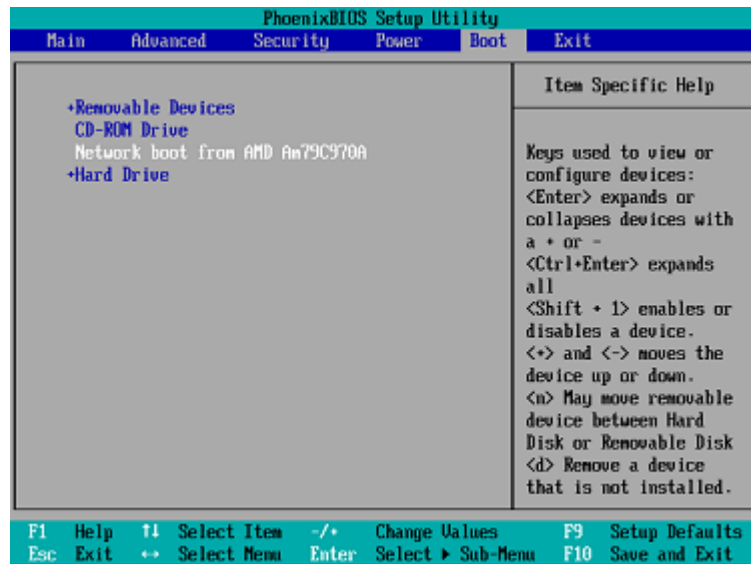 PhoenixBIOS Setup Utility
Main Advanced Security Power Boot Exit
+Removable Devices
CD-ROM Drive
Network boot from AMD Am79C970A
+Hard Drive
Item Specific Help
Keys used to view or
configure devices:
<Enter> expands or
collapses devices with
a + or -
<Ctrl+Enter> expands
all
<Shift + 1> enables or
disables a device.
<+> and <-> moves the
device up or down.
<n> May move removable
device between Hard
Disk or Removable Disk
<d> Remove a device
that is not installed.
F1 Help ↑↓ Select Item -/+ Change Values F9 Setup Defaults
Esc Exit ↔ Select Menu Enter Select ▶ Sub-Menu F10 Save and Exit